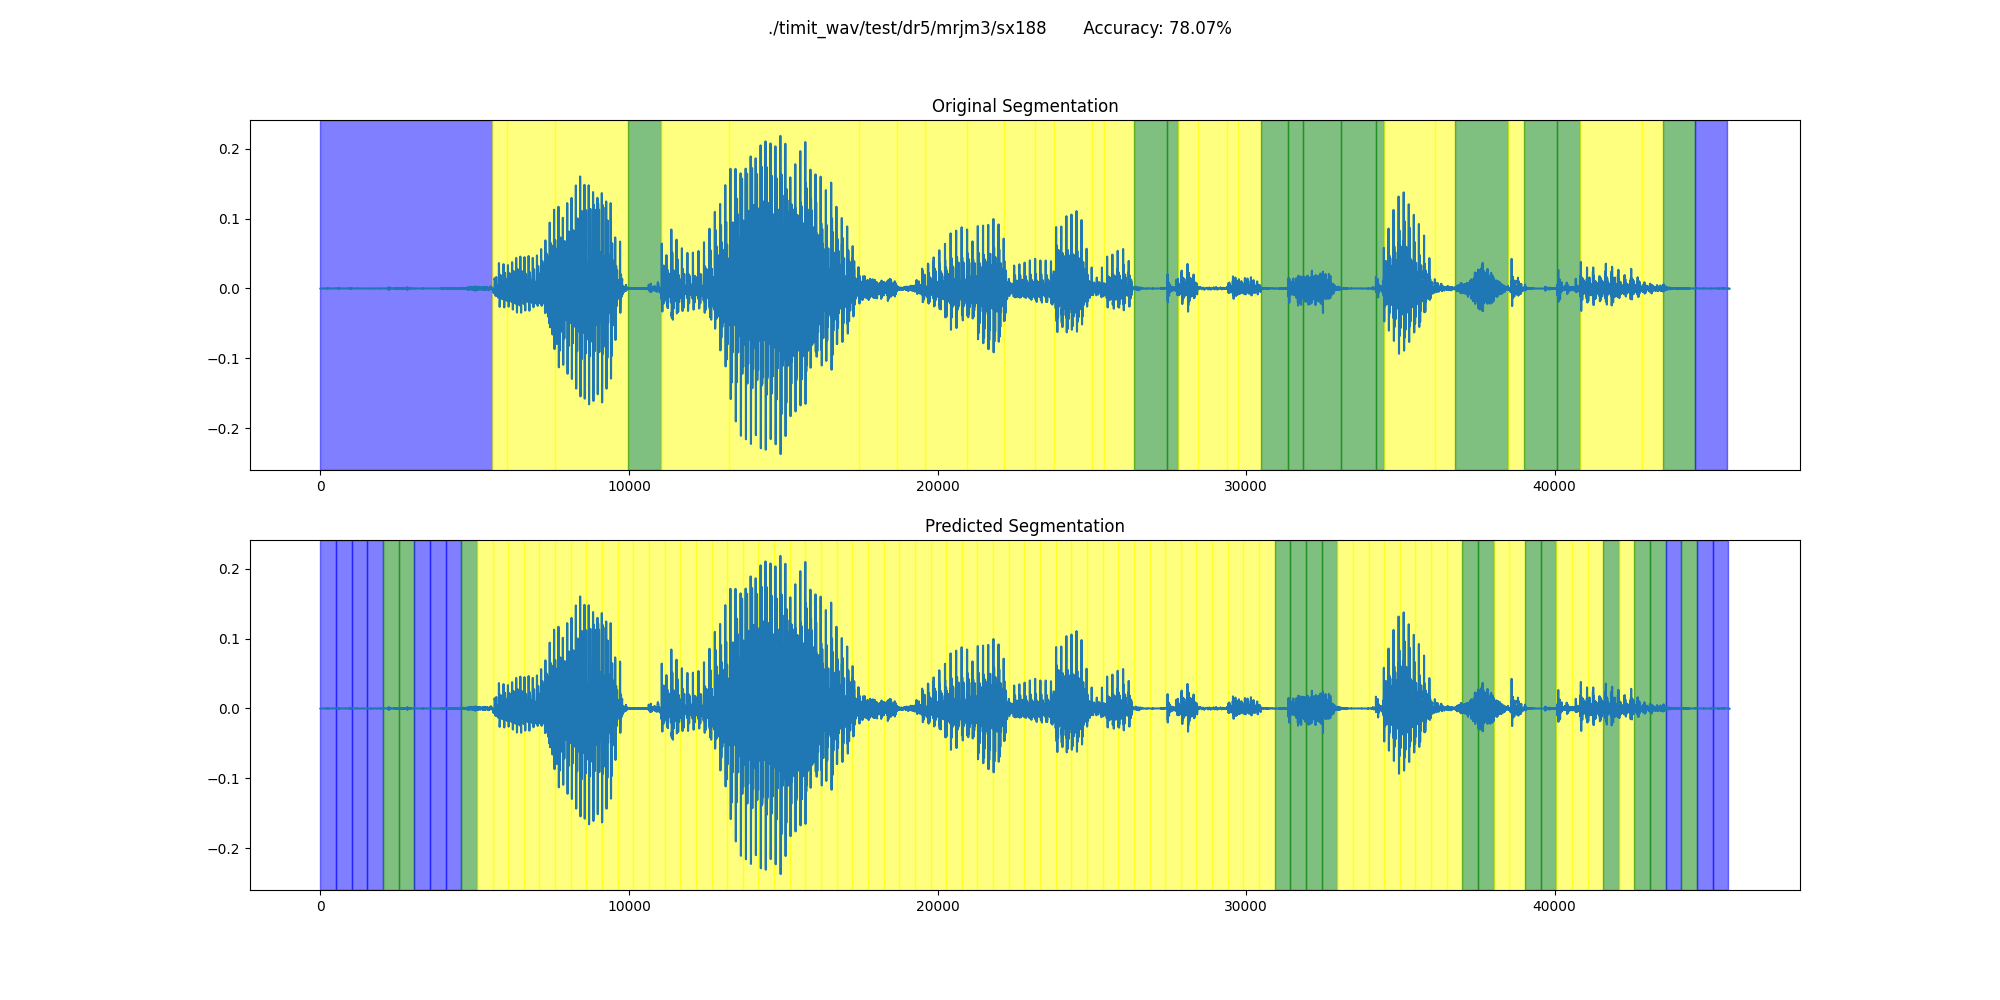 ./timit_wav/test/dr5/mrjm3/sx188 Accuracy: 78.07%
Original Segmentation
0.2
0.1
0.0
−0.1
−0.2
0 10000 20000 30000 40000
Predicted Segmentation
0.2
0.1
0.0
−0.1
−0.2
0 10000 20000 30000 40000